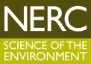 NERC
SCIENCE OF THE
ENVIRONMENT